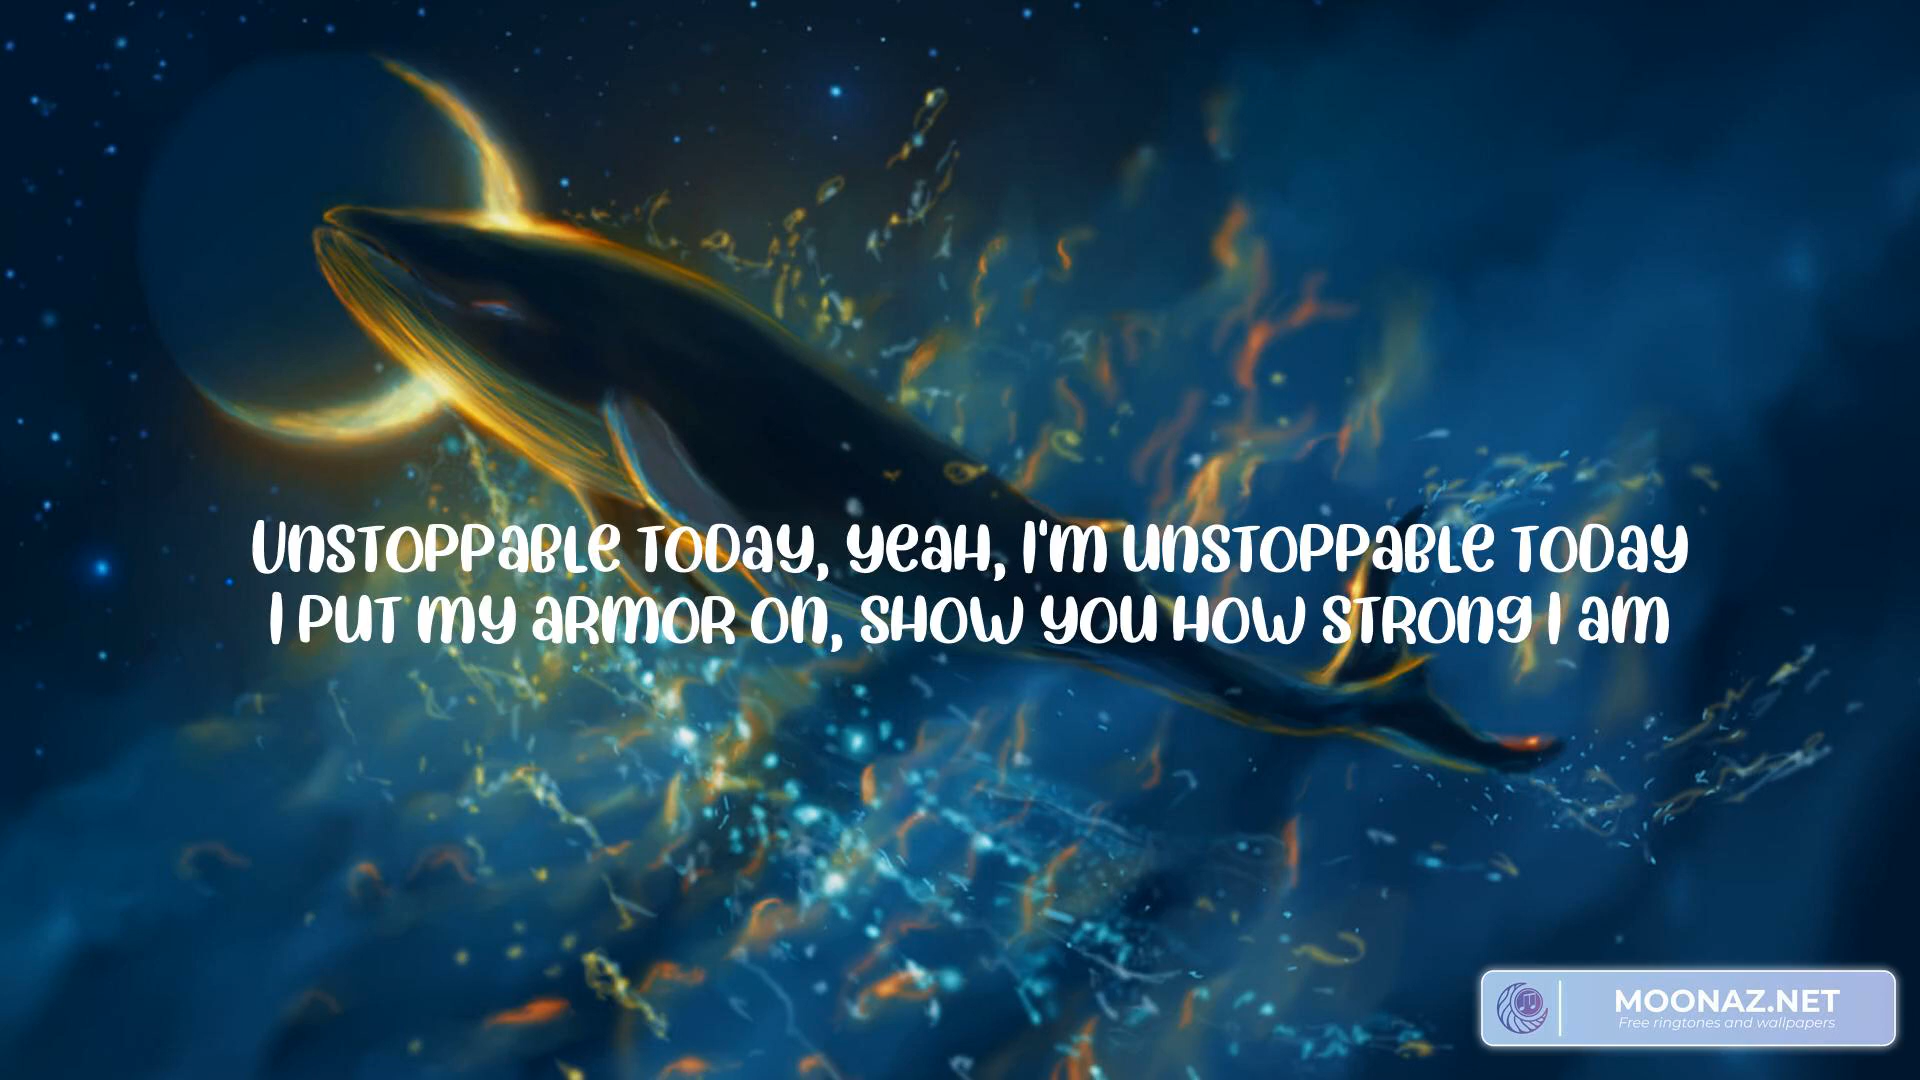 Unstoppable today, yeah, I'm unstoppable today
I put my armor on, show you how strong I am
MOONAZ.NET
Free ringtones and wallpapers